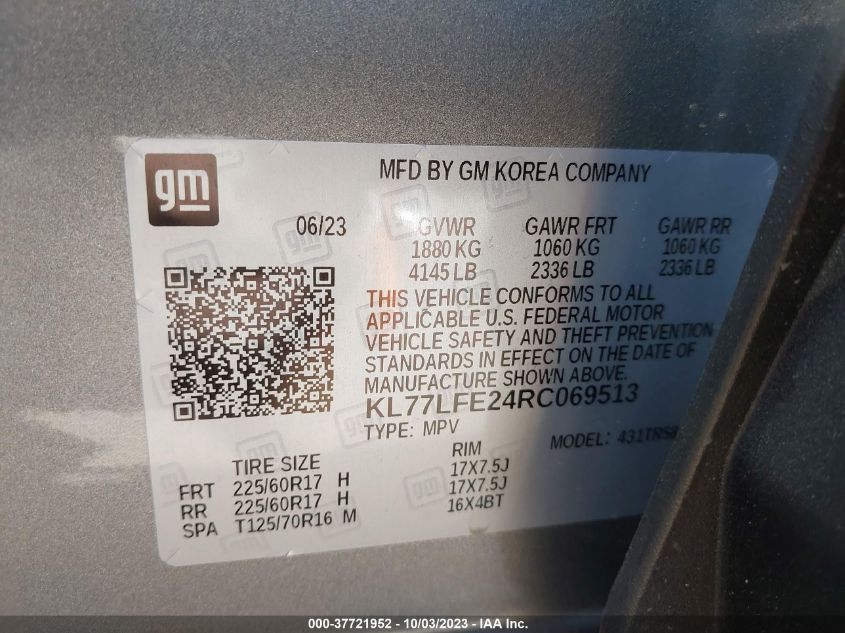 gm
MFD BY GM KOREA COMPANY
06/23
GVWR GAWR FRT GAWR RR
1880 KG 1060 KG 1060 KG
4145 LB 2336 LB 2336 LB
THIS VEHICLE CONFORMS TO ALL
APPLICABLE U.S. FEDERAL MOTOR
VEHICLE SAFETY AND THEFT PREVENTION
STANDARDS IN EFFECT ON THE DATE OF
MANUFACTURE SHOWN ABOVE.
KL77LFE24RC069513
TYPE: MPV MODEL:
TIRE SIZE RIM
FRT 225/60R17 H 17X7.5J
RR 225/60R17 H 17X7.5J
SPA T125/70R16 M 16X4BT
000-37721952 - 10/03/2023 - © IAA, Inc.